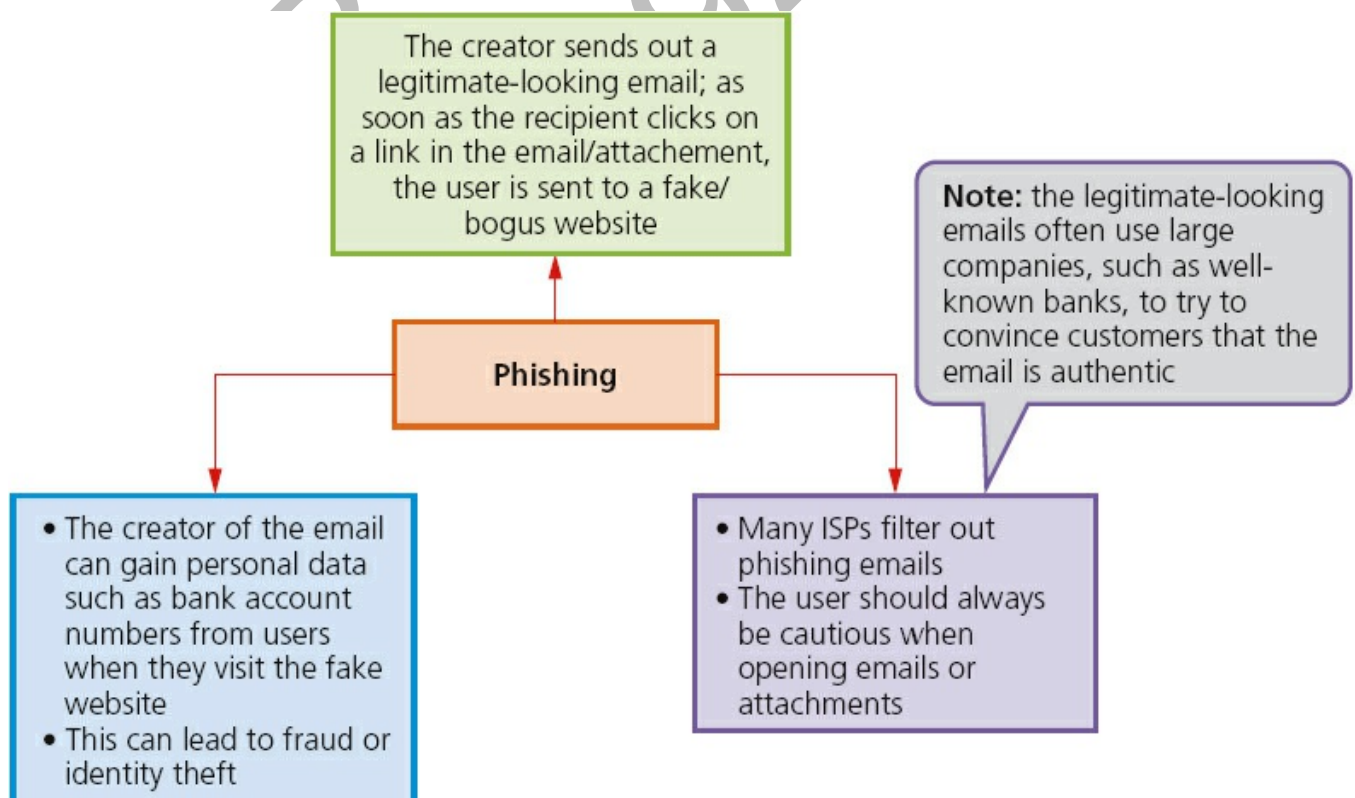 The creator sends out a
legitimate-looking email; as
soon as the recipient clicks on
a link in the email/attachement,
the user is sent to a fake/
bogus website
Note: the legitimate-looking
emails often use large
companies, such as well-
known banks, to try to
convince customers that the
email is authentic
Phishing
• The creator of the email
can gain personal data
such as bank account
numbers from users
when they visit the fake
website
• This can lead to fraud or
identity theft
• Many ISPs filter out
phishing emails
• The user should always
be cautious when
opening emails or
attachments